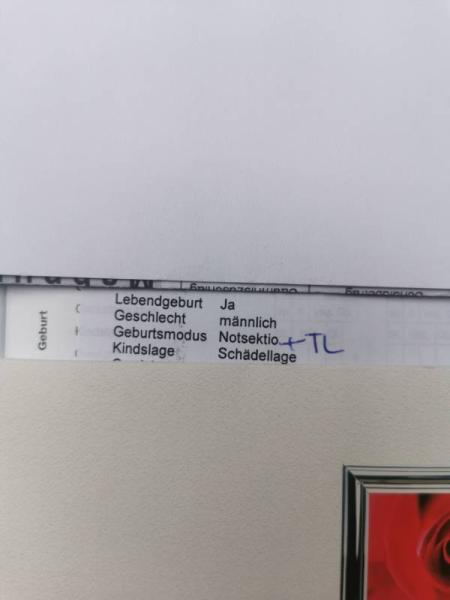 Geburt
Lebendgeburt Ja
Geschlecht männlich
Geburtsmodus Notsektio + TL
Kindslage Schädellage